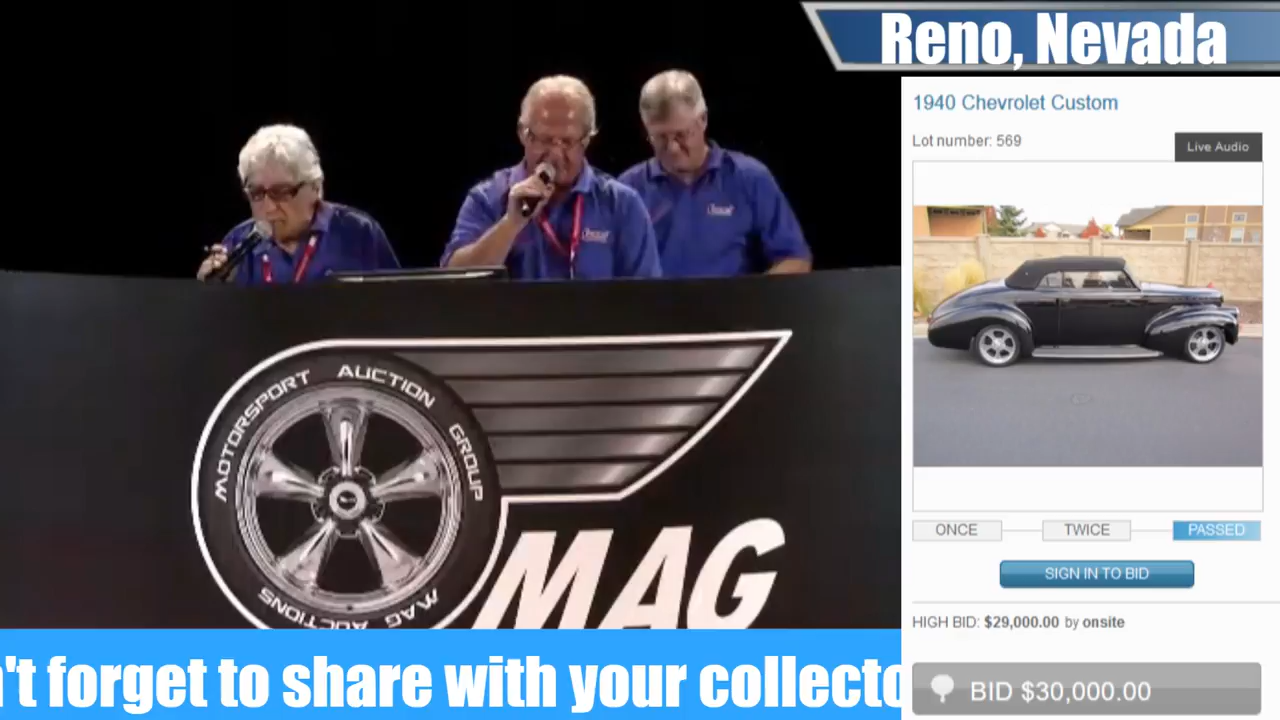 Reno, Nevada
1940 Chevrolet Custom
Lot number: 569
Live Audio
MOTORSPORT AUCTION GROUP
MAG AUCTIONS
MAG
ONCE
TWICE
PASSED
SIGN IN TO BID
HIGH BID: $29,000.00 by onsite
BID $30,000.00
n't forget to share with your collecto